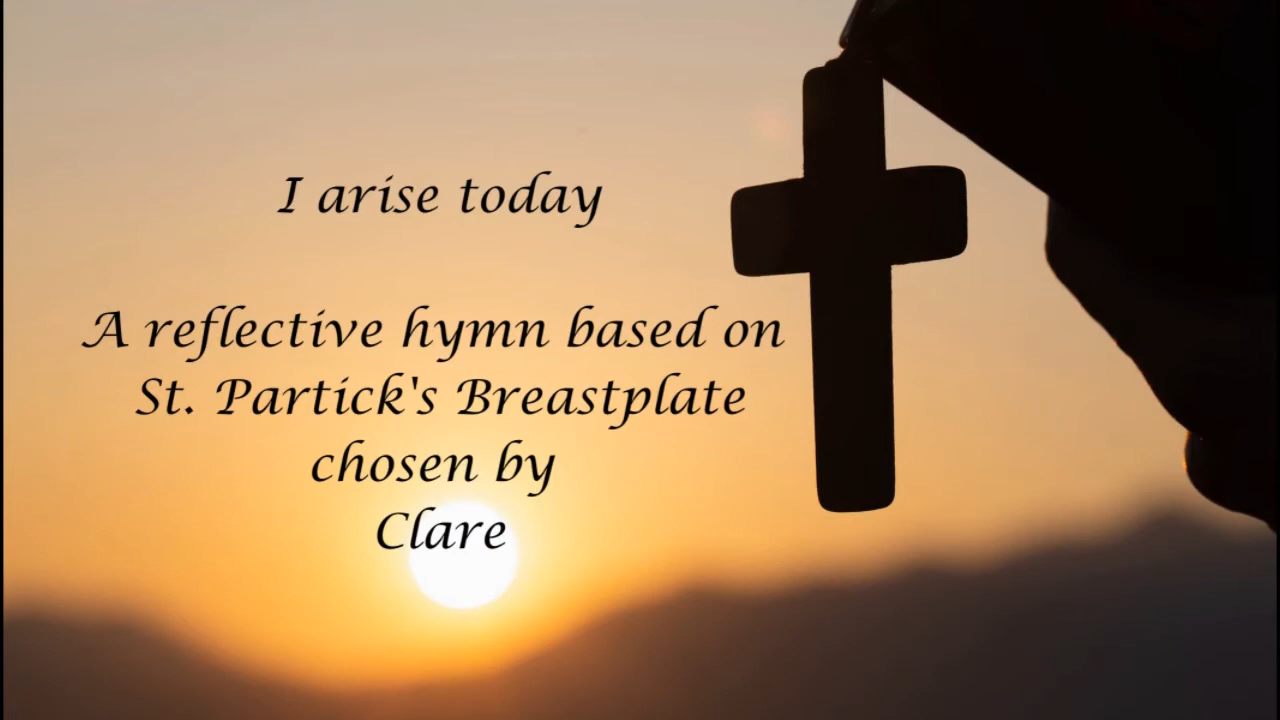 I arise today
A reflective hymn based on
St. Partick's Breastplate
chosen by
Clare